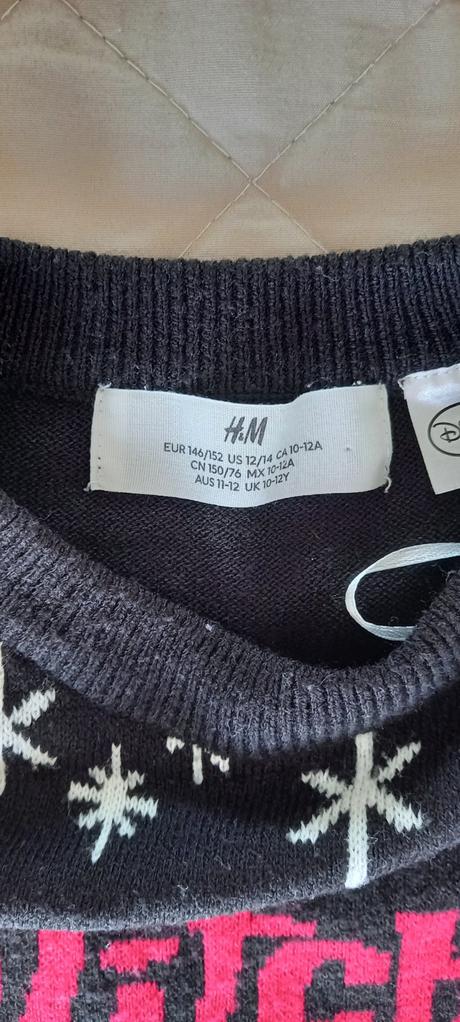 H&M
EUR 146/152 US 12/14 CA 10-12A
CN 150/76 MX 10-12A
AUS 11-12 UK 10-12Y